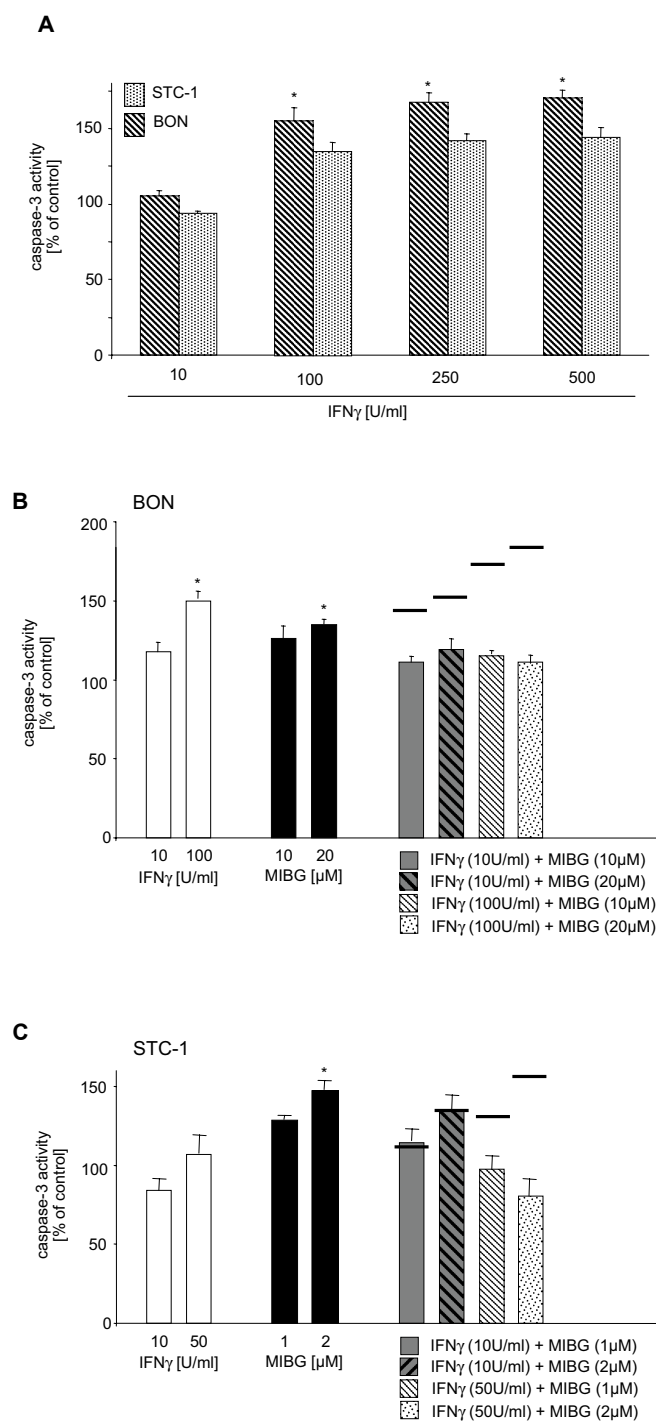 A
STC-1
BON
* * *
caspase-3 activity
[% of control]
150
100
50
0
10 100 250 500
IFNγ [U/ml]
B BON
200
150
100
50
0
caspase-3 activity
[% of control]
* *
10 100 10 20
IFNγ [U/ml] MIBG [µM]
IFNγ (10U/ml) + MIBG (10µM)
IFNγ (10U/ml) + MIBG (20µM)
IFNγ (100U/ml) + MIBG (10µM)
IFNγ (100U/ml) + MIBG (20µM)
C STC-1
150
100
50
0
caspase-3 activity
[% of control]
*
10 50 1 2
IFNγ [U/ml] MIBG [µM]
IFNγ (10U/ml) + MIBG (1µM)
IFNγ (10U/ml) + MIBG (2µM)
IFNγ (50U/ml) + MIBG (1µM)
IFNγ (50U/ml) + MIBG (2µM)